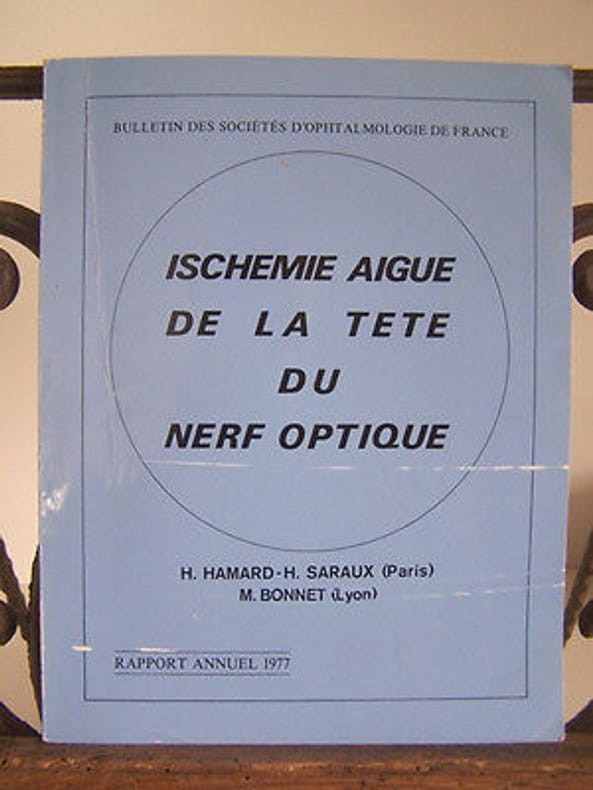 BULLETIN DES SOCIÉTÉS D'OPHTALMOLOGIE DE FRANCE
ISCHEMIE AIGUE
DE LA TETE
DU
NERF OPTIQUE
H. HAMARD-H. SARAUX (Paris)
M. BONNET (Lyon)
RAPPORT ANNUEL 1977